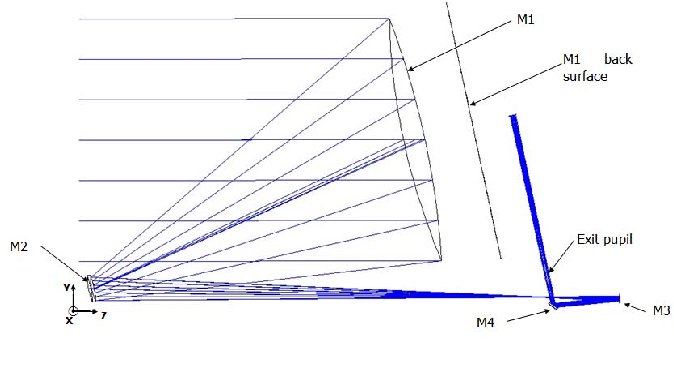 M1
M1 back
surface
Exit pupil
M2
Y
X
Z
M3
M4